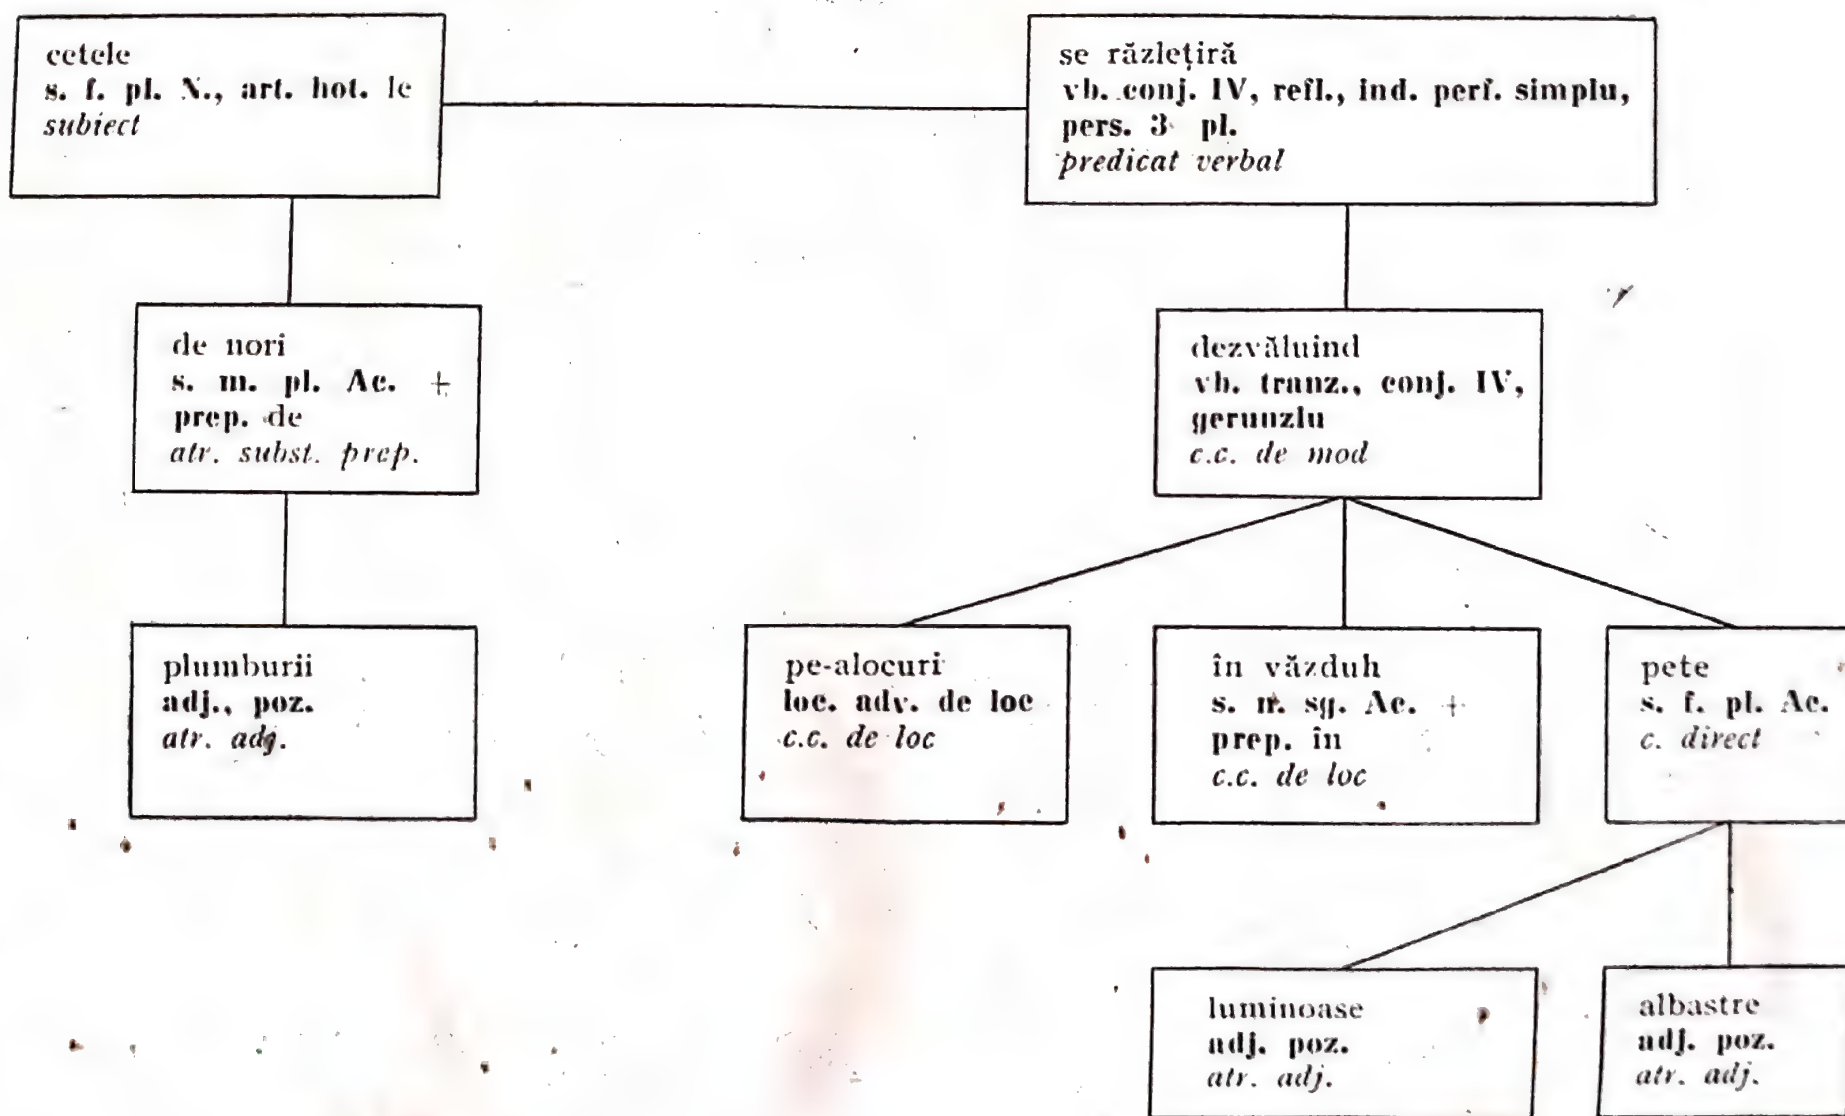 cetele
s. f. pl. N., art. hot. le
subiect
se răzlețiră
vb. conj. IV, refl., ind. perf. simplu,
pers. 3 pl.
predicat verbal
de nori
s. m. pl. Ac. +
prep. de
atr. subst. prep.
dezvăluind
vb. tranz., conj. IV,
gerunziu
c.c. de mod
plumburii
adj., poz.
atr. adj.
pe-alocuri
loc. adv. de loc
c.c. de loc
în văzduh
s. n. sg. Ac. +
prep. în
c.c. de loc
pete
s. f. pl. Ac.
c. direct
luminoase
adj. poz.
atr. adj.
albastre
adj. poz.
atr. adj.